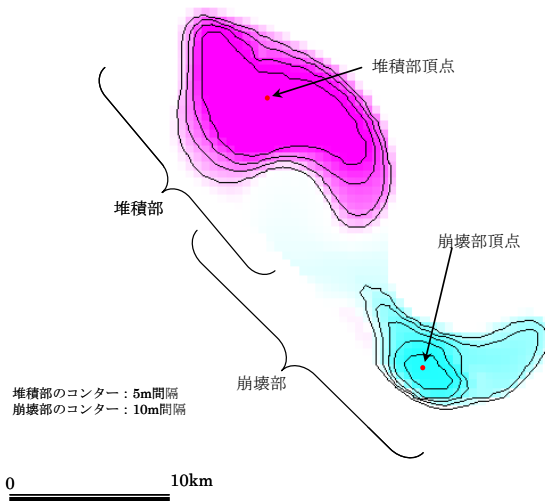 堆積部頂点
堆積部
崩壊部頂点
崩壊部
堆積部のコンター：5m間隔
崩壊部のコンター：10m間隔
0 10km